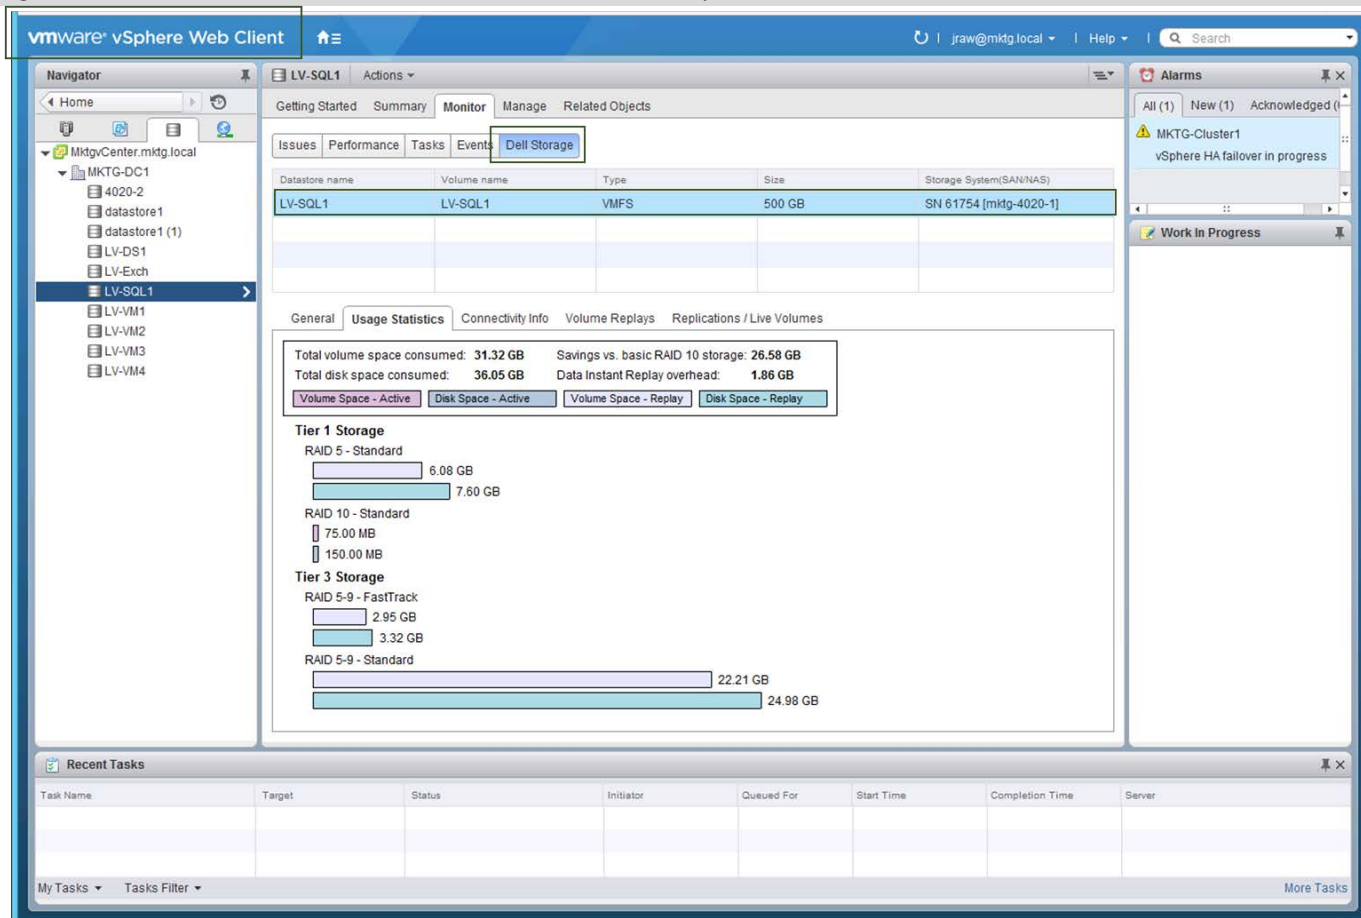 vmware® vSphere Web Client
jraw@mktg.local
Help
Search
Navigator
Home
MktgvCenter.mktg.local
MKTG-DC1
4020-2
datastore1
datastore1 (1)
LV-DS1
LV-Exch
LV-SQL1
LV-VM1
LV-VM2
LV-VM3
LV-VM4
LV-SQL1 Actions
Getting Started Summary Monitor Manage Related Objects
Issues Performance Tasks Events Dell Storage
Datastore name Volume name Type Size Storage System(SAN/NAS)
LV-SQL1 LV-SQL1 VMFS 500 GB SN 61754 [mktg-4020-1]
General Usage Statistics Connectivity Info Volume Replays Replications / Live Volumes
Total volume space consumed: 31.32 GB Savings vs. basic RAID 10 storage: 26.58 GB
Total disk space consumed: 36.05 GB Data Instant Replay overhead: 1.86 GB
Volume Space - Active Disk Space - Active Volume Space - Replay Disk Space - Replay
Tier 1 Storage
RAID 5 - Standard
6.08 GB
7.60 GB
RAID 10 - Standard
75.00 MB
150.00 MB
Tier 3 Storage
RAID 5-9 - FastTrack
2.95 GB
3.32 GB
RAID 5-9 - Standard
22.21 GB
24.98 GB
Alarms
All (1) New (1) Acknowledged (
MKTG-Cluster1
vSphere HA failover in progress
Work In Progress
Recent Tasks
Task Name Target Status Initiator Queued For Start Time Completion Time Server
My Tasks Tasks Filter More Tasks